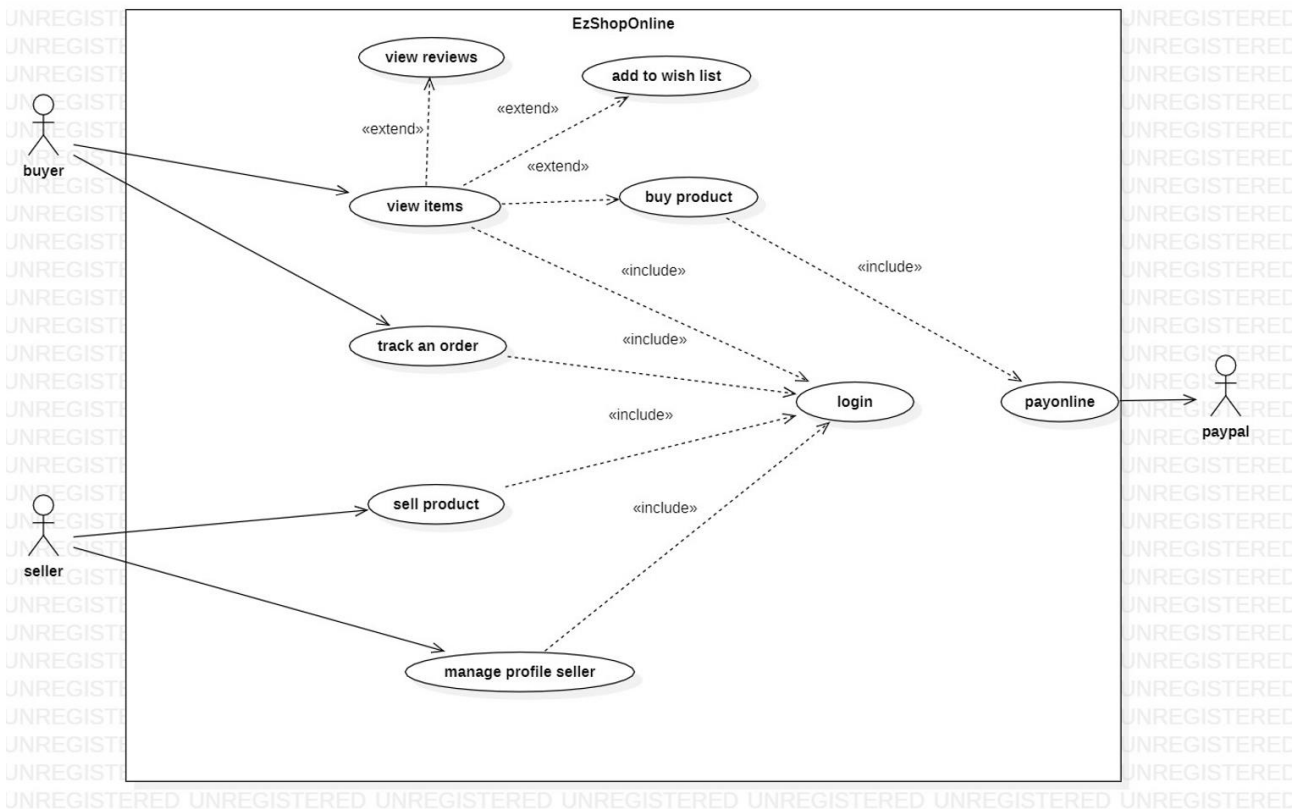 EzShopOnline
view reviews
add to wish list
«extend»
«extend»
«extend»
buyer
view items
buy product
«include»
«include»
track an order
«include»
login
payonline
paypal
«include»
sell product
«include»
seller
manage profile seller
UNREGISTERED UNREGISTERED UNREGISTERED UNREGISTERED UNREGISTERED UNREGISTERED UNREGISTERED